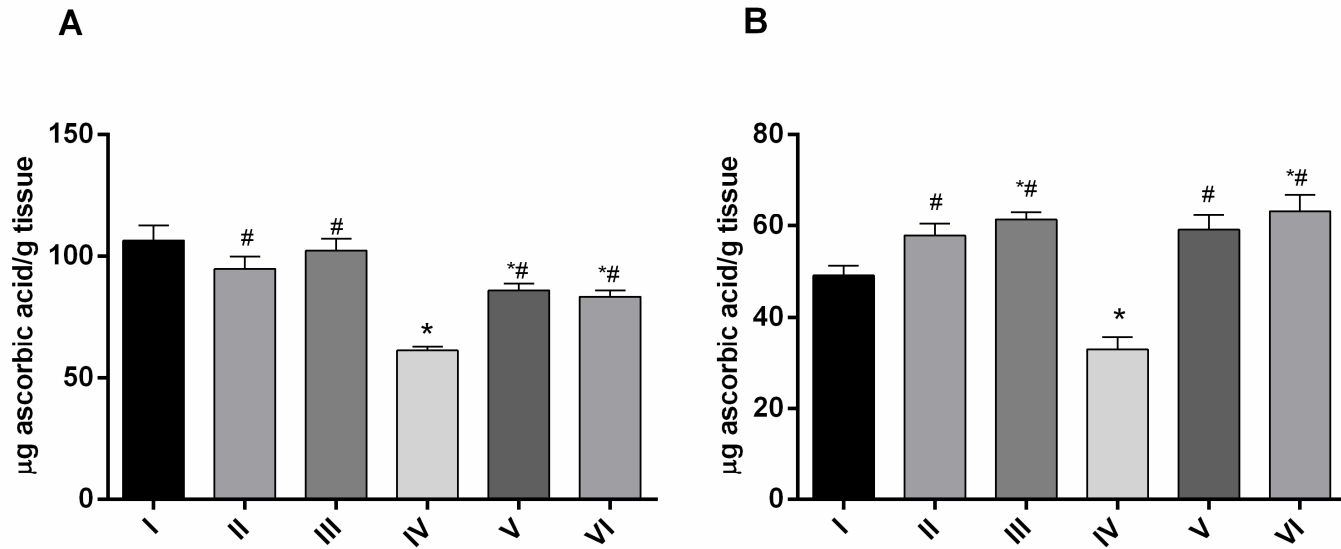 A
150
100
50
0
µg ascorbic acid/g tissue
#
#
*
*#
*#
I
II
III
IV
V
VI
B
80
60
40
20
0
µg ascorbic acid/g tissue
#
*#
*
#
*#
I
II
III
IV
V
VI